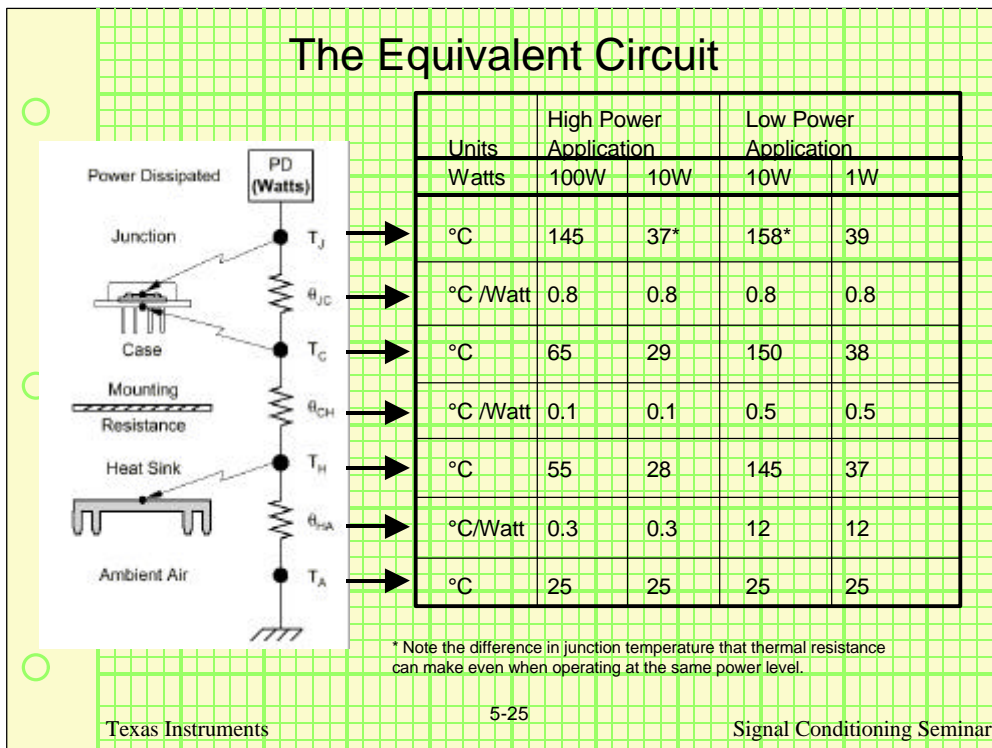 The Equivalent Circuit
Power Dissipated
PD
(Watts)
Junction
TJ
θJC
Case
TC
Mounting
Resistance
θCH
Heat Sink
TH
θHA
Ambient Air
TA
Units High Power Application Low Power Application
Watts 100W 10W 10W 1W
°C 145 37* 158* 39
°C /Watt 0.8 0.8 0.8 0.8
°C 65 29 150 38
°C /Watt 0.1 0.1 0.5 0.5
°C 55 28 145 37
°C/Watt 0.3 0.3 12 12
°C 25 25 25 25
* Note the difference in junction temperature that thermal resistance
can make even when operating at the same power level.
5-25
Texas Instruments
Signal Conditioning Seminar